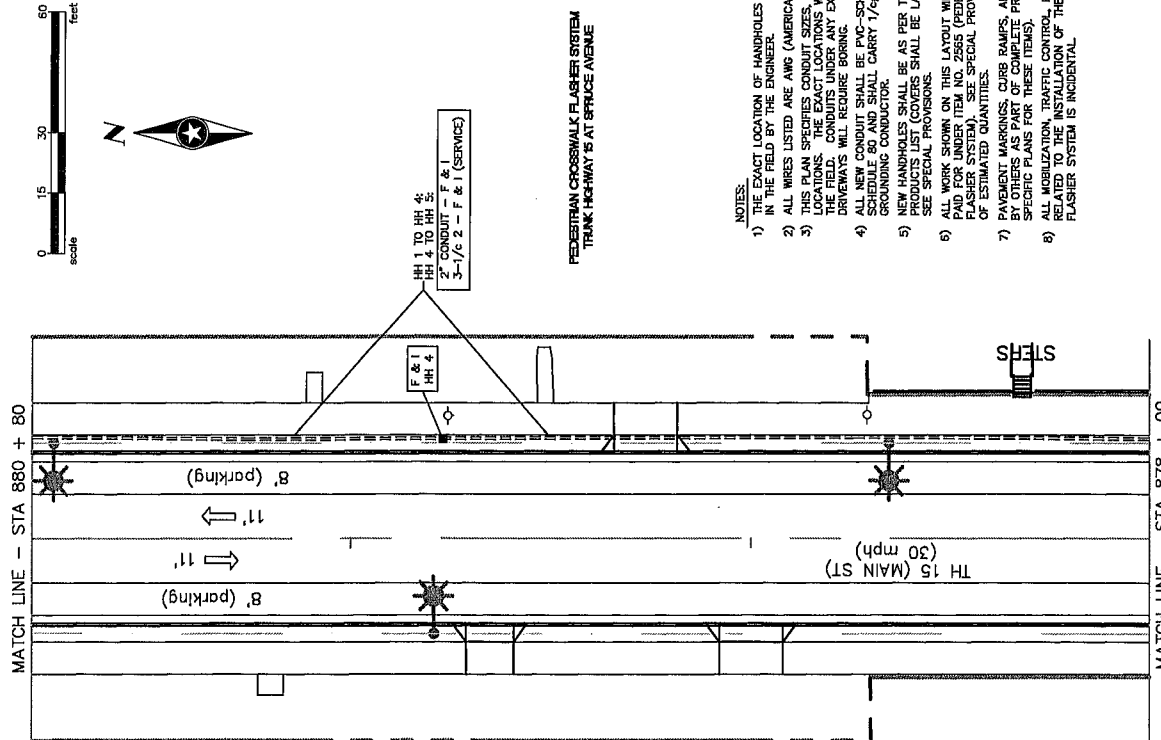 0 15 30 60
scale feet
N
PEDESTRIAN CROSSWALK FLASHER SYSTEM
TRUNK HIGHWAY 15 AT SPRUCE AVENUE
HH 1 TO HH 4:
HH 4 TO HH 5:
2" CONDUIT - F & I
3-1/c 2 - F & I (SERVICE)
F & I
HH 4
NOTES:
1) THE EXACT LOCATION OF HANDHOLES
IN THE FIELD BY THE ENGINEER.
2) ALL WIRES LISTED ARE AWG (AMERICA
3) THIS PLAN SPECIFIES CONDUIT SIZES,
LOCATIONS. THE EXACT LOCATIONS W
THE FIELD. CONDUITS UNDER ANY EX
DRIVEWAYS WILL REQUIRE BORING.
4) ALL NEW CONDUIT SHALL BE PVC-SCH
SCHEDULE 80 AND SHALL CARRY 1/c
GROUNDING CONDUCTOR.
5) NEW HANDHOLES SHALL BE AS PER T
PRODUCTS LIST (COVERS SHALL BE LA
SEE SPECIAL PROVISIONS.
6) ALL WORK SHOWN ON THIS LAYOUT WI
PAID FOR UNDER ITEM NO. 2565 (PEDE
FLASHER SYSTEM). SEE SPECIAL PROV
OF ESTIMATED QUANTITIES.
7) PAVEMENT MARKINGS, CURB RAMPS, A
BY OTHERS AS PART OF COMPLETE PR
SPECIFIC PLANS FOR THESE ITEMS).
8) ALL MOBILIZATION, TRAFFIC CONTROL,
RELATED TO THE INSTALLATION OF THE
FLASHER SYSTEM IS INCIDENTAL.
MATCH LINE - STA 880 + 80
8' (parking)
11'
11'
8' (parking)
TH 15 (MAIN ST)
(30 mph)
STEPS
MATCH LINE - STA 878 + 00